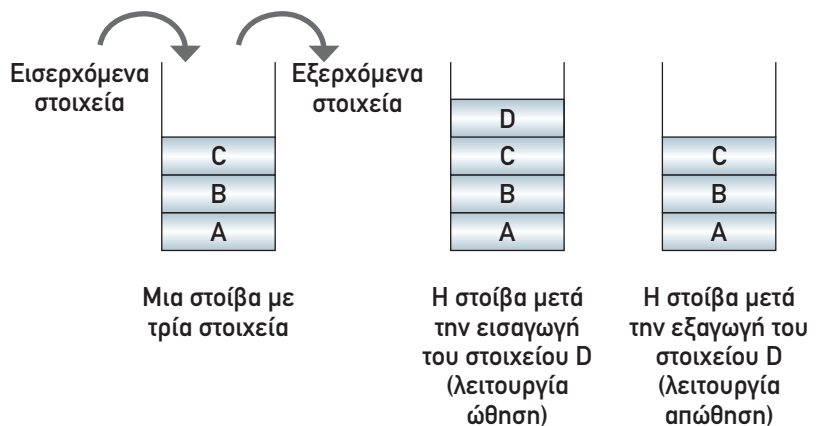 Εισερχόμενα
στοιχεία
Εξερχόμενα
στοιχεία
C
B
A
D
C
B
A
C
B
A
Μια στοίβα με
τρία στοιχεία
Η στοίβα μετά
την εισαγωγή
του στοιχείου D
(λειτουργία
ώθηση)
Η στοίβα μετά
την εξαγωγή του
στοιχείου D
(λειτουργία
απώθηση)